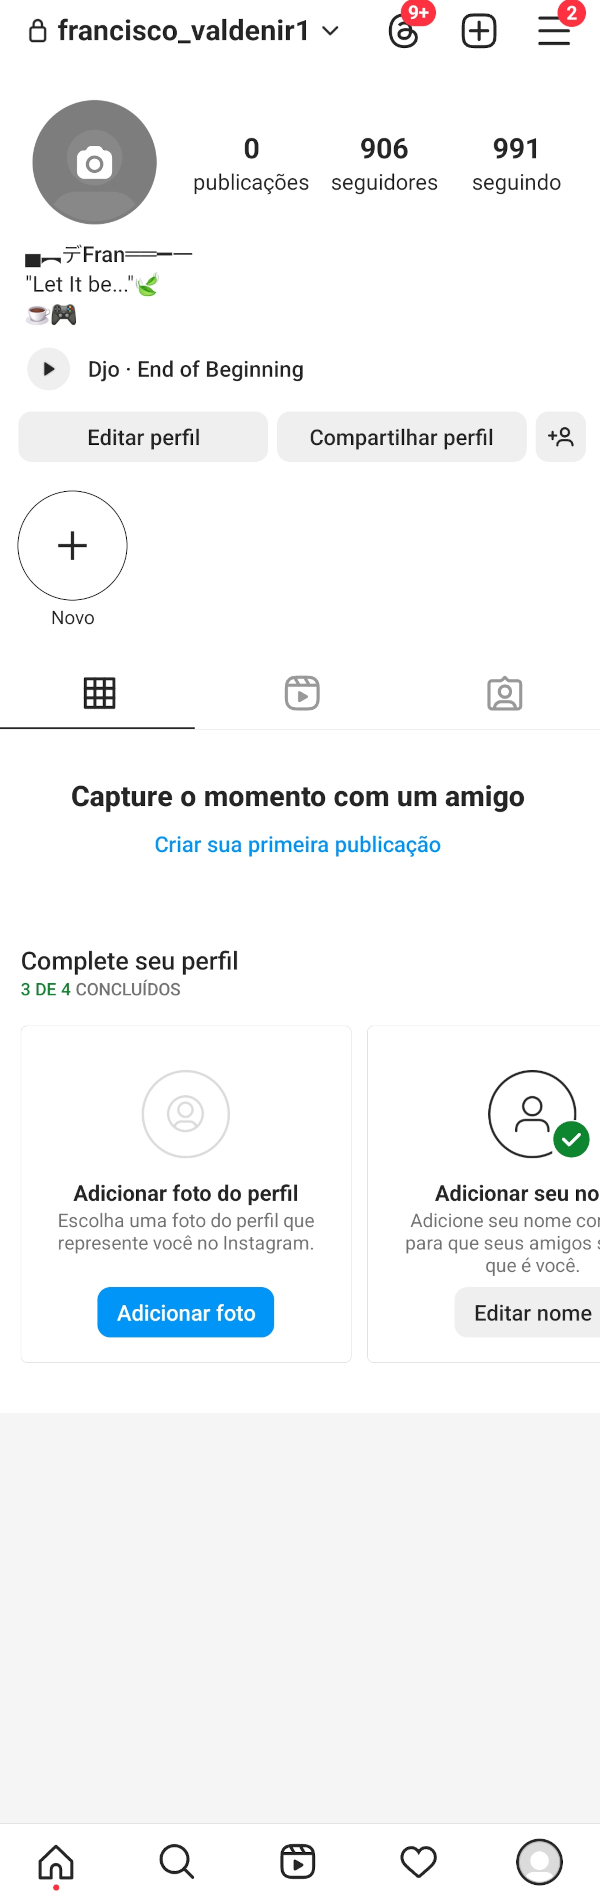 francisco_valdenir1
9+
2
0
906
991
publicações
seguidores
seguindo
▄︻デFran══━一
"Let It be..."🍃
☕🎮
Djo · End of Beginning
Editar perfil
Compartilhar perfil
Novo
Capture o momento com um amigo
Criar sua primeira publicação
Complete seu perfil
3 DE 4 CONCLUÍDOS
Adicionar foto do perfil
Escolha uma foto do perfil que
represente você no Instagram.
Adicionar foto
Adicionar seu no
Adicione seu nome co
para que seus amigos s
que é você.
Editar nome